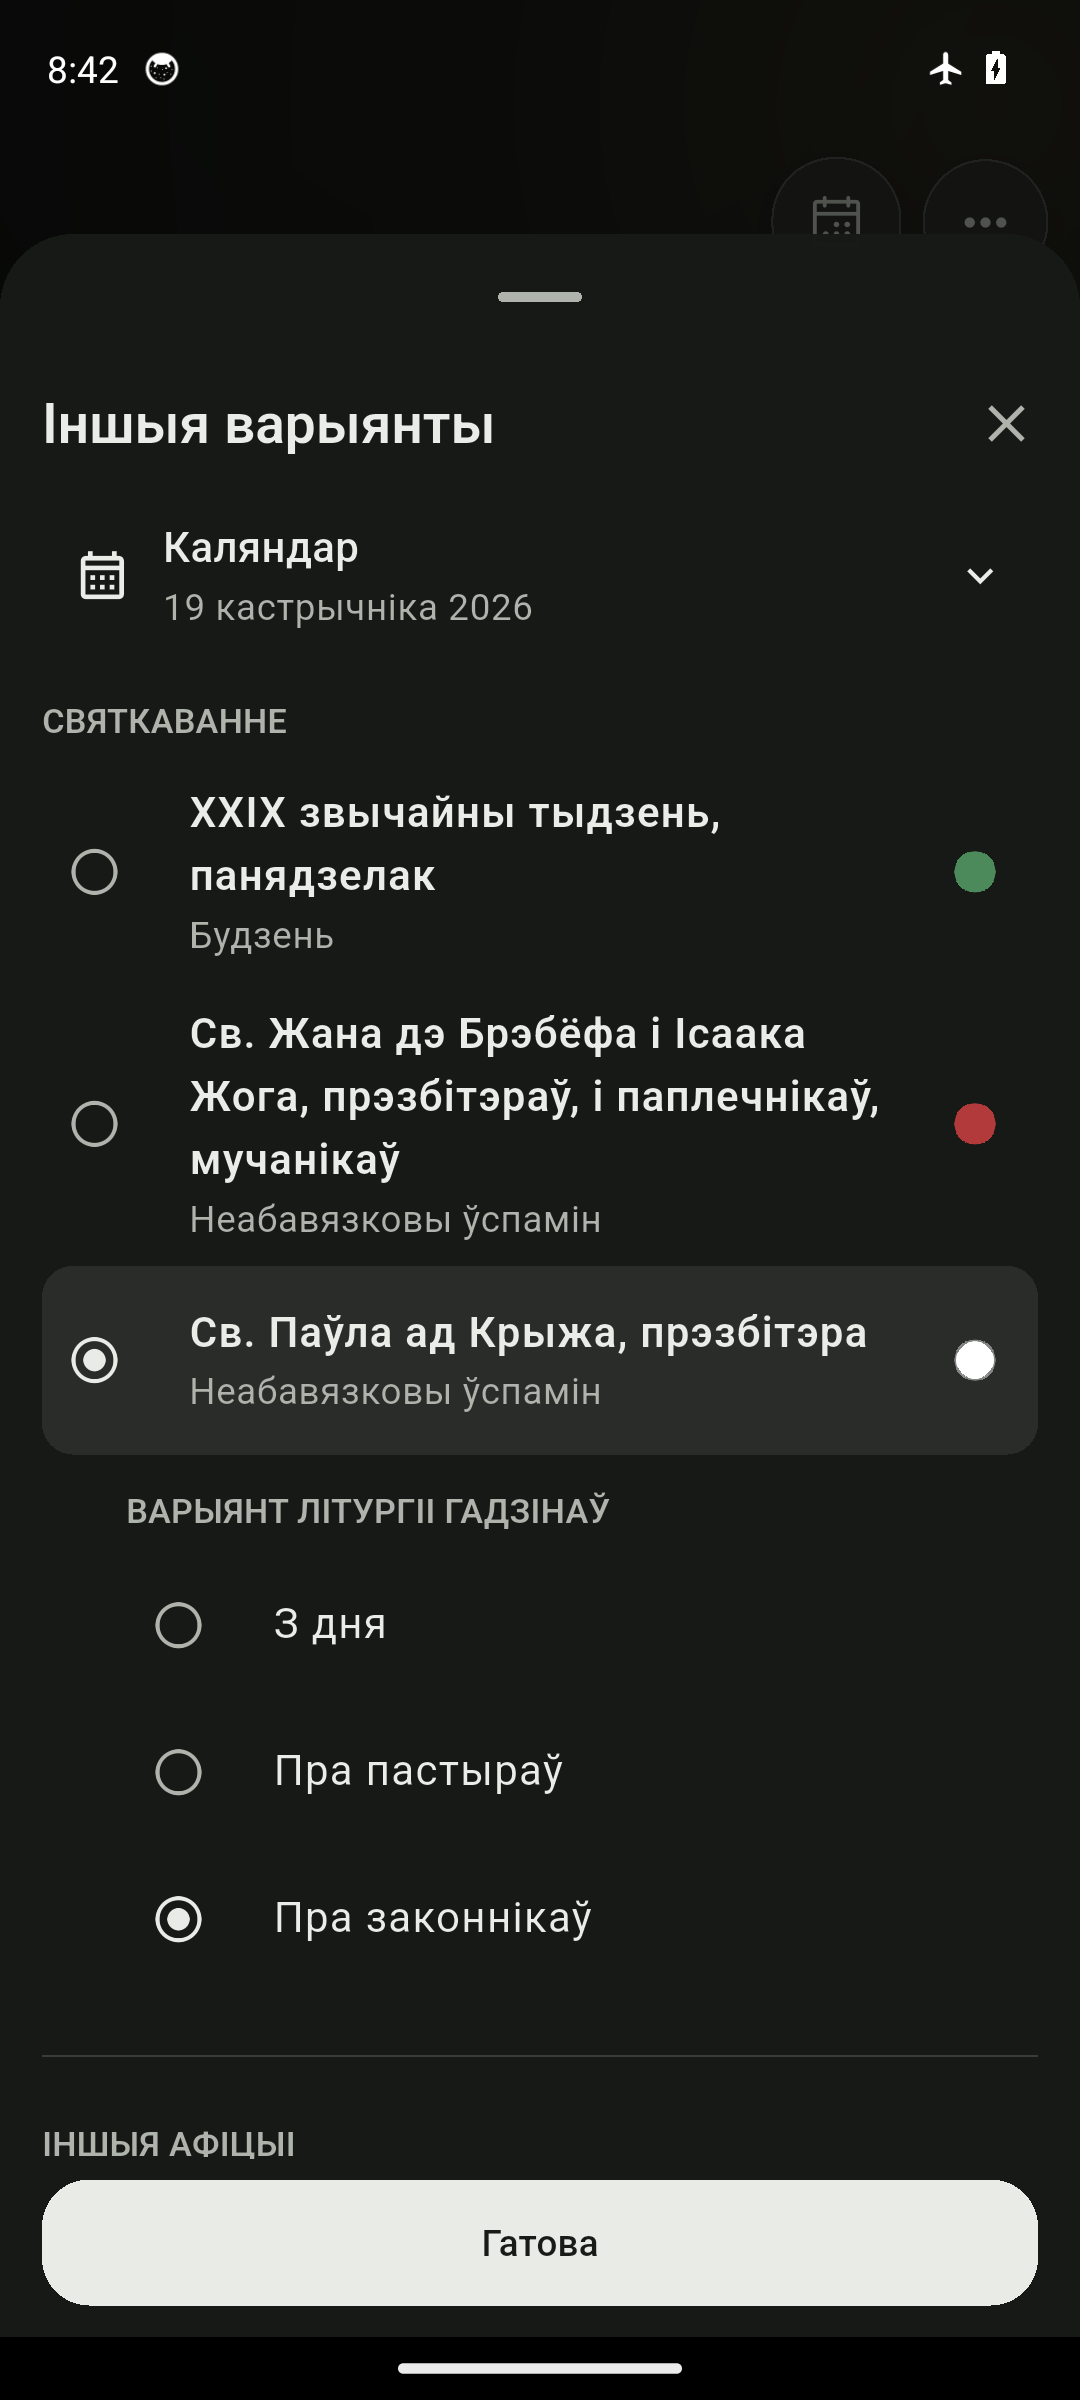 8:42
Іншыя варыянты
Каляндар
19 кастрычніка 2026
СВЯТКАВАННЕ
XXIX звычайны тыдзень,
панядзелак
Будзень
Св. Жана дэ Брэбёфа і Ісаака
Жога, прэзбітэраў, і паплечнікаў,
мучанікаў
Неабавязковы ўспамін
Св. Паўла ад Крыжа, прэзбітэра
Неабавязковы ўспамін
ВАРЫЯНТ ЛІТУРГІІ ГАДЗІНАЎ
З дня
Пра пастыраў
Пра законнікаў
ІНШЫЯ АФІЦЫІ
Гатова